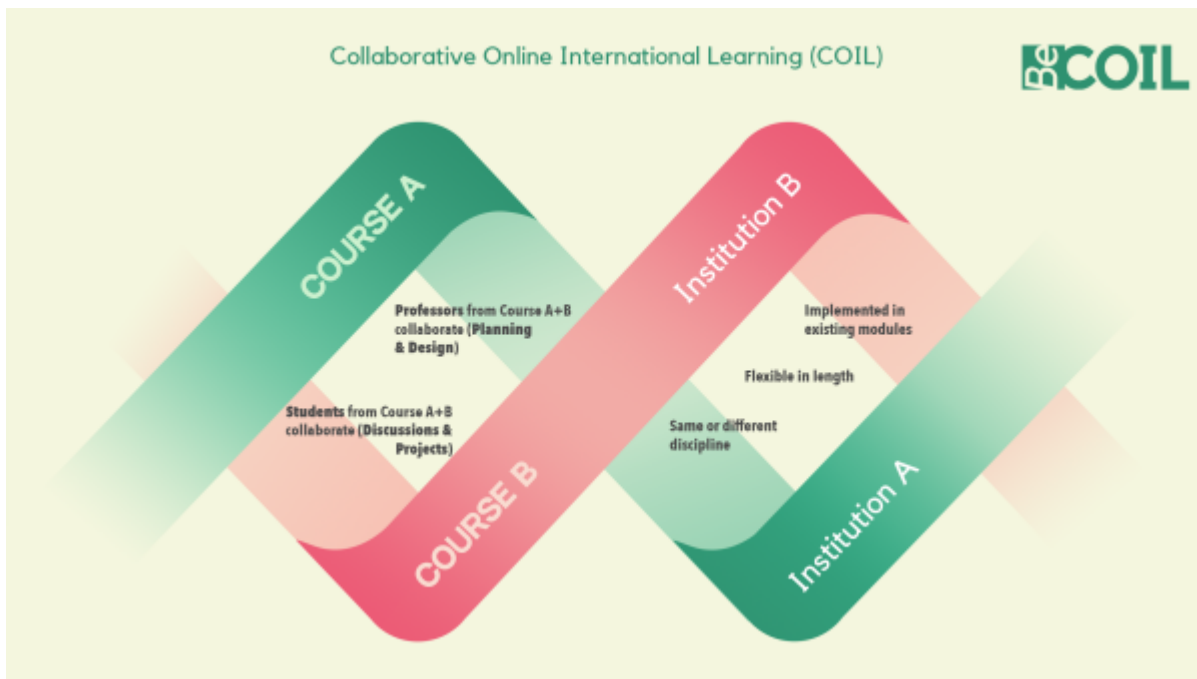 Collaborative Online International Learning (COIL)
BeCOIL
COURSE A
Institution B
Professors from Course A+B
collaborate (Planning
& Design)
Implemented in
existing modules
Flexible in length
Students from Course A+B
collaborate (Discussions &
Projects)
Same or different
discipline
COURSE B
Institution A